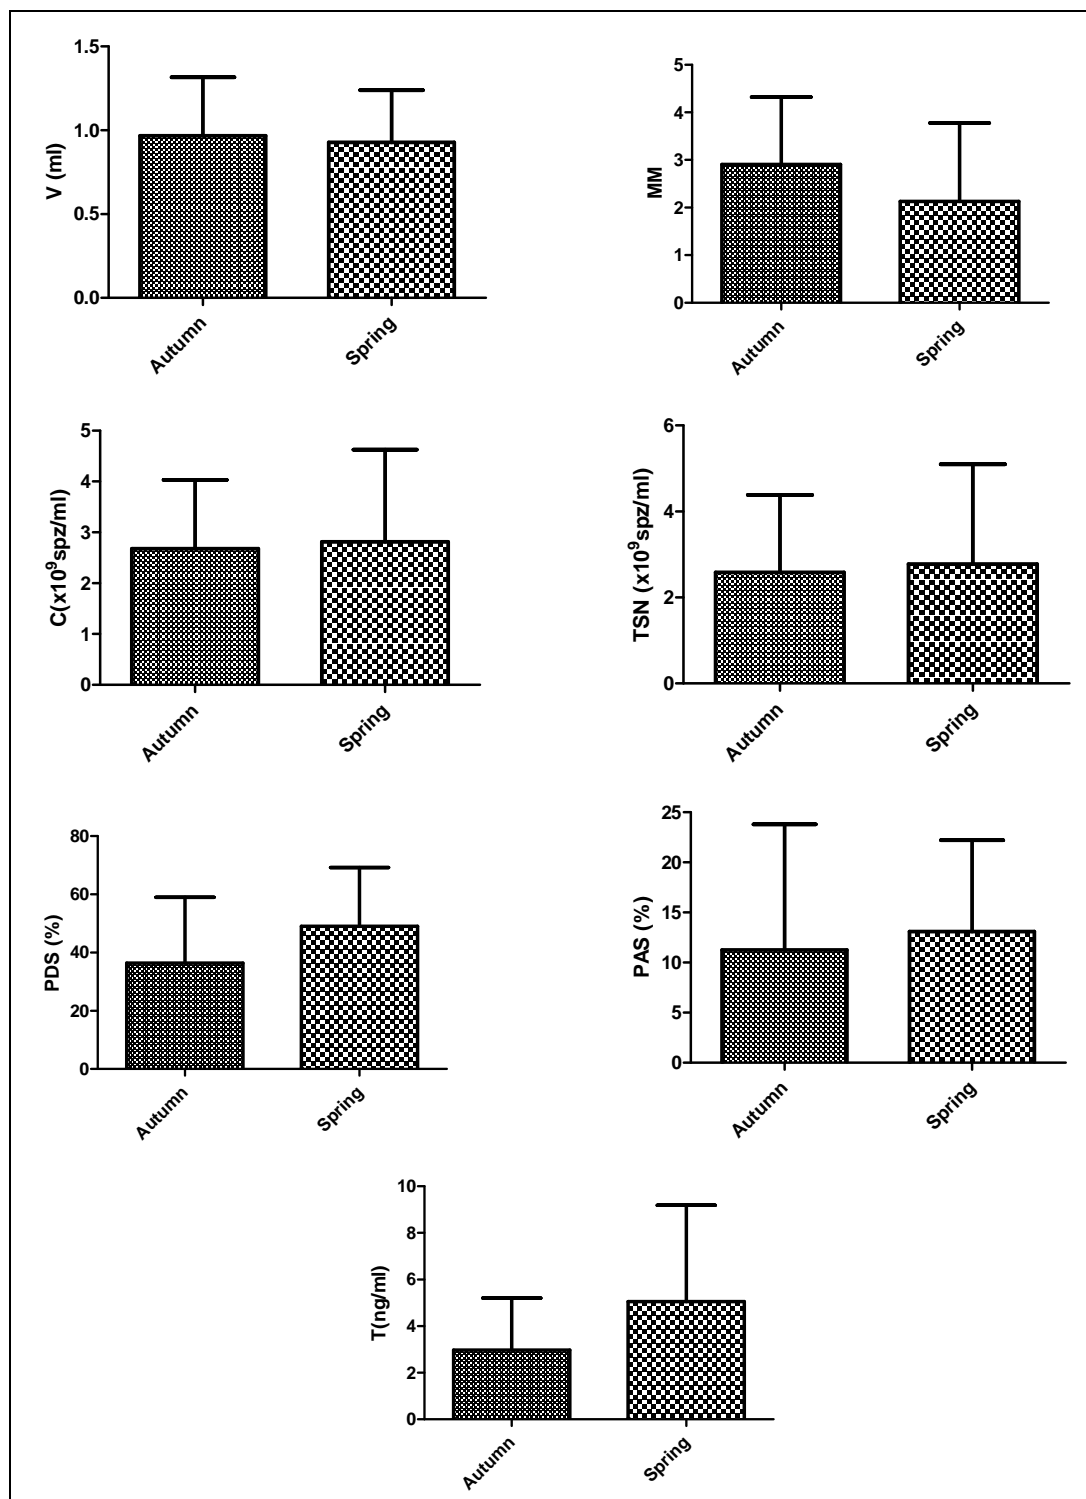 1.5
1.0
0.5
0.0
V (ml)
Autumn
Spring
5
4
3
2
1
0
MM
Autumn
Spring
5
4
3
2
1
0
C(x10⁹spz/ml)
Autumn
Spring
6
4
2
0
TSN (x10⁹spz/ml)
Autumn
Spring
80
60
40
20
0
PDS (%)
Autumn
Spring
25
20
15
10
5
0
PAS (%)
Autumn
Spring
10
8
6
4
2
0
T(ng/ml)
Autumn
Spring